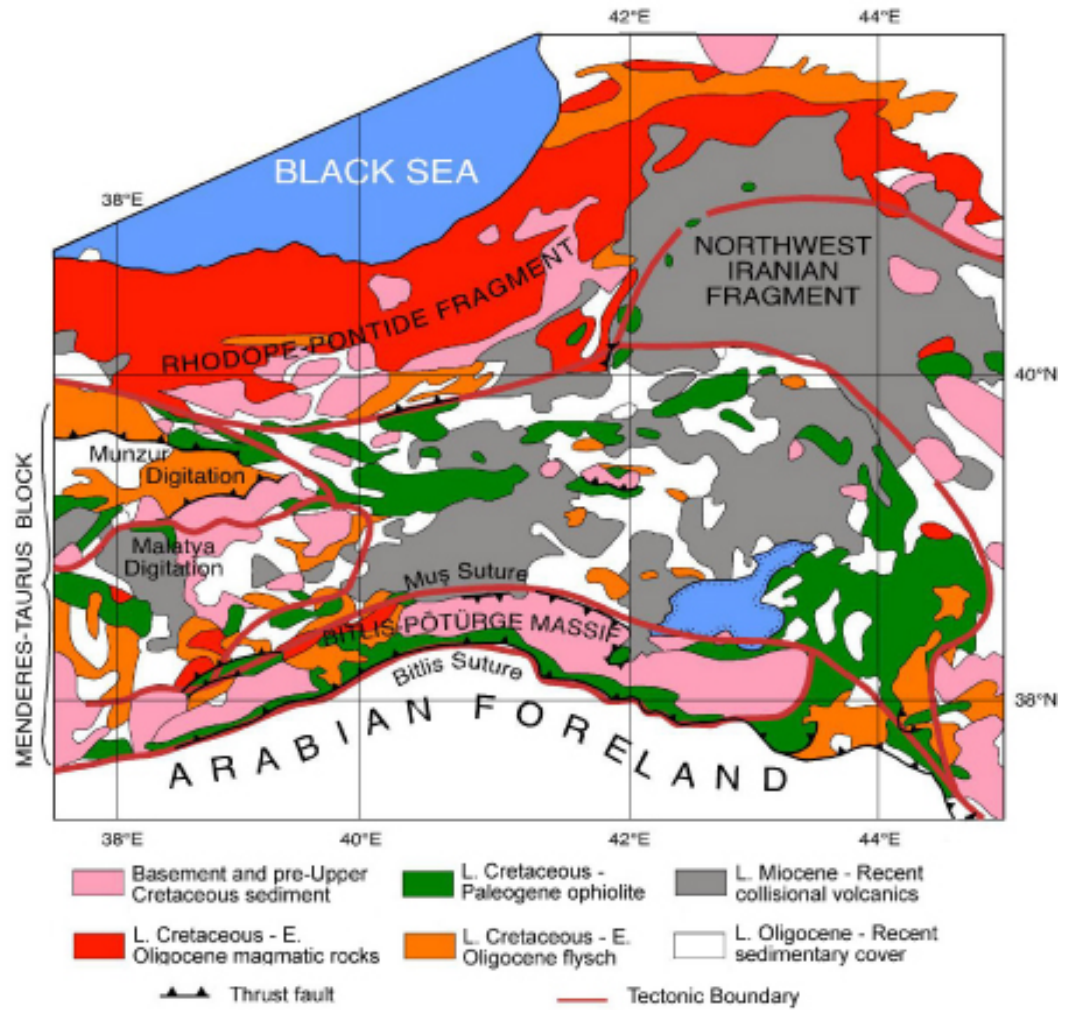 42°E
44°E
BLACK SEA
38°E
NORTHWEST
IRANIAN
FRAGMENT
RHODOPE-PONTIDE FRAGMENT
40°N
MENDERES-TAURUS BLOCK
Munzur
Digitation
Malatya
Digitation
Muş Suture
BITLIS-PÖTÜRGE MASSIF
Bitlis Suture
38°N
ARABIAN FORELAND
38°E
40°E
42°E
44°E
Basement and pre-Upper
Cretaceous sediment
L. Cretaceous -
Paleogene ophiolite
L. Miocene - Recent
collisional volcanics
L. Cretaceous - E.
Oligocene magmatic rocks
L. Cretaceous - E.
Oligocene flysch
L. Oligocene - Recent
sedimentary cover
Thrust fault
Tectonic Boundary